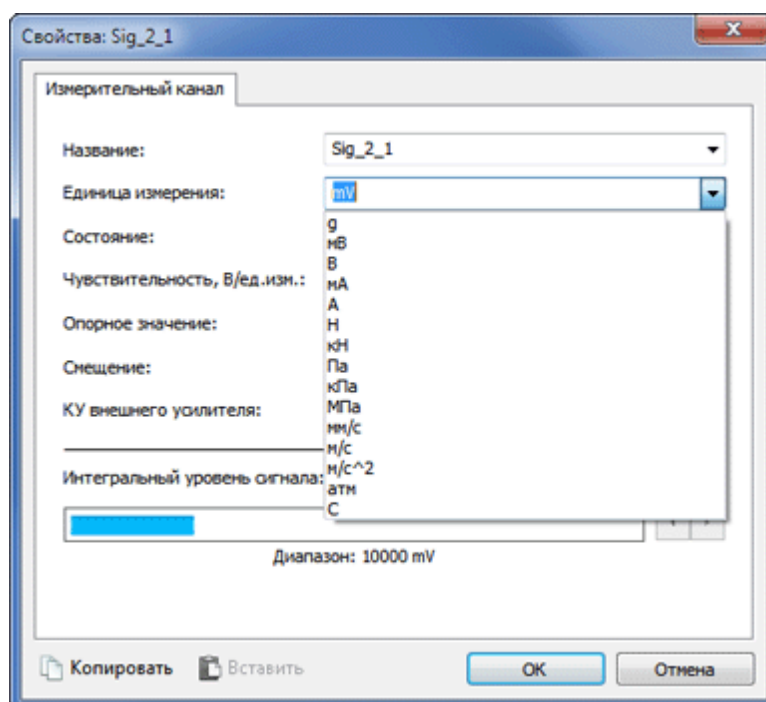 Свойства: Sig_2_1
Измерительный канал
Название: Sig_2_1
Единица измерения: mV
g
мВ
Состояние:
В
Чувствительность, В/ед.изм.:
мА
А
Опорное значение:
Н
кН
Смещение:
Па
кПа
КУ внешнего усилителя:
МПа
мм/с
м/с
Интегральный уровень сигнала:
м/с^2
атм
С
Диапазон: 10000 mV
Копировать Вставить OK Отмена